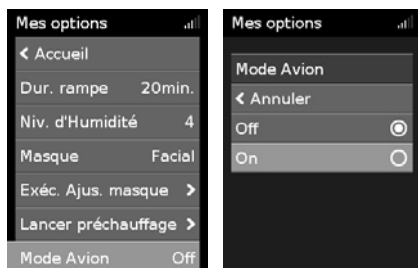 Mes options
< Accueil
Dur. rampe 20min.
Niv. d'Humidité 4
Masque Facial
Exéc. Ajus. masque >
Lancer préchauffage >
Mode Avion Off
Mes options
Mode Avion
< Annuler
Off
On